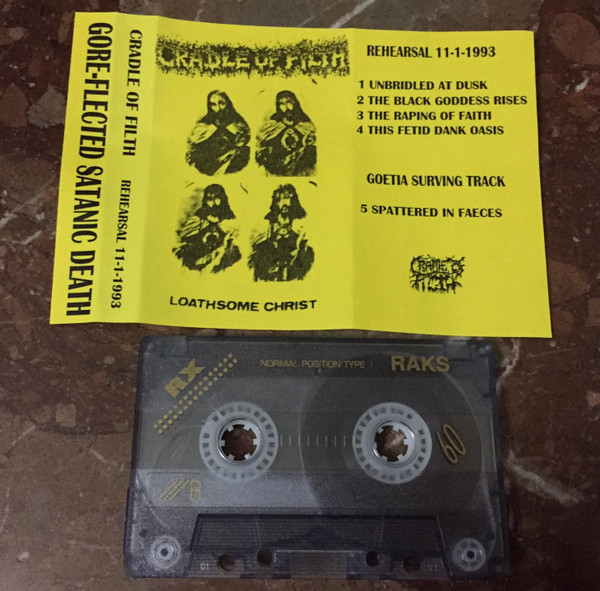 GORE-FLECTED SATANIC DEATH
CRADLE OF FILTH
REHEARSAL 11-1-1993
CRADLE OF FILTH
LOATHSOME CHRIST
REHEARSAL 11-1-1993
1 UNBRIDLED AT DUSK
2 THE BLACK GODDESS RISES
3 THE RAPING OF FAITH
4 THIS FETID DANK OASIS
GOETIA SURVING TRACK
5 SPATTERED IN FAECES
CRADLE OF
FILTH
RX
NORMAL POSITION TYPE I
RAKS
60
B